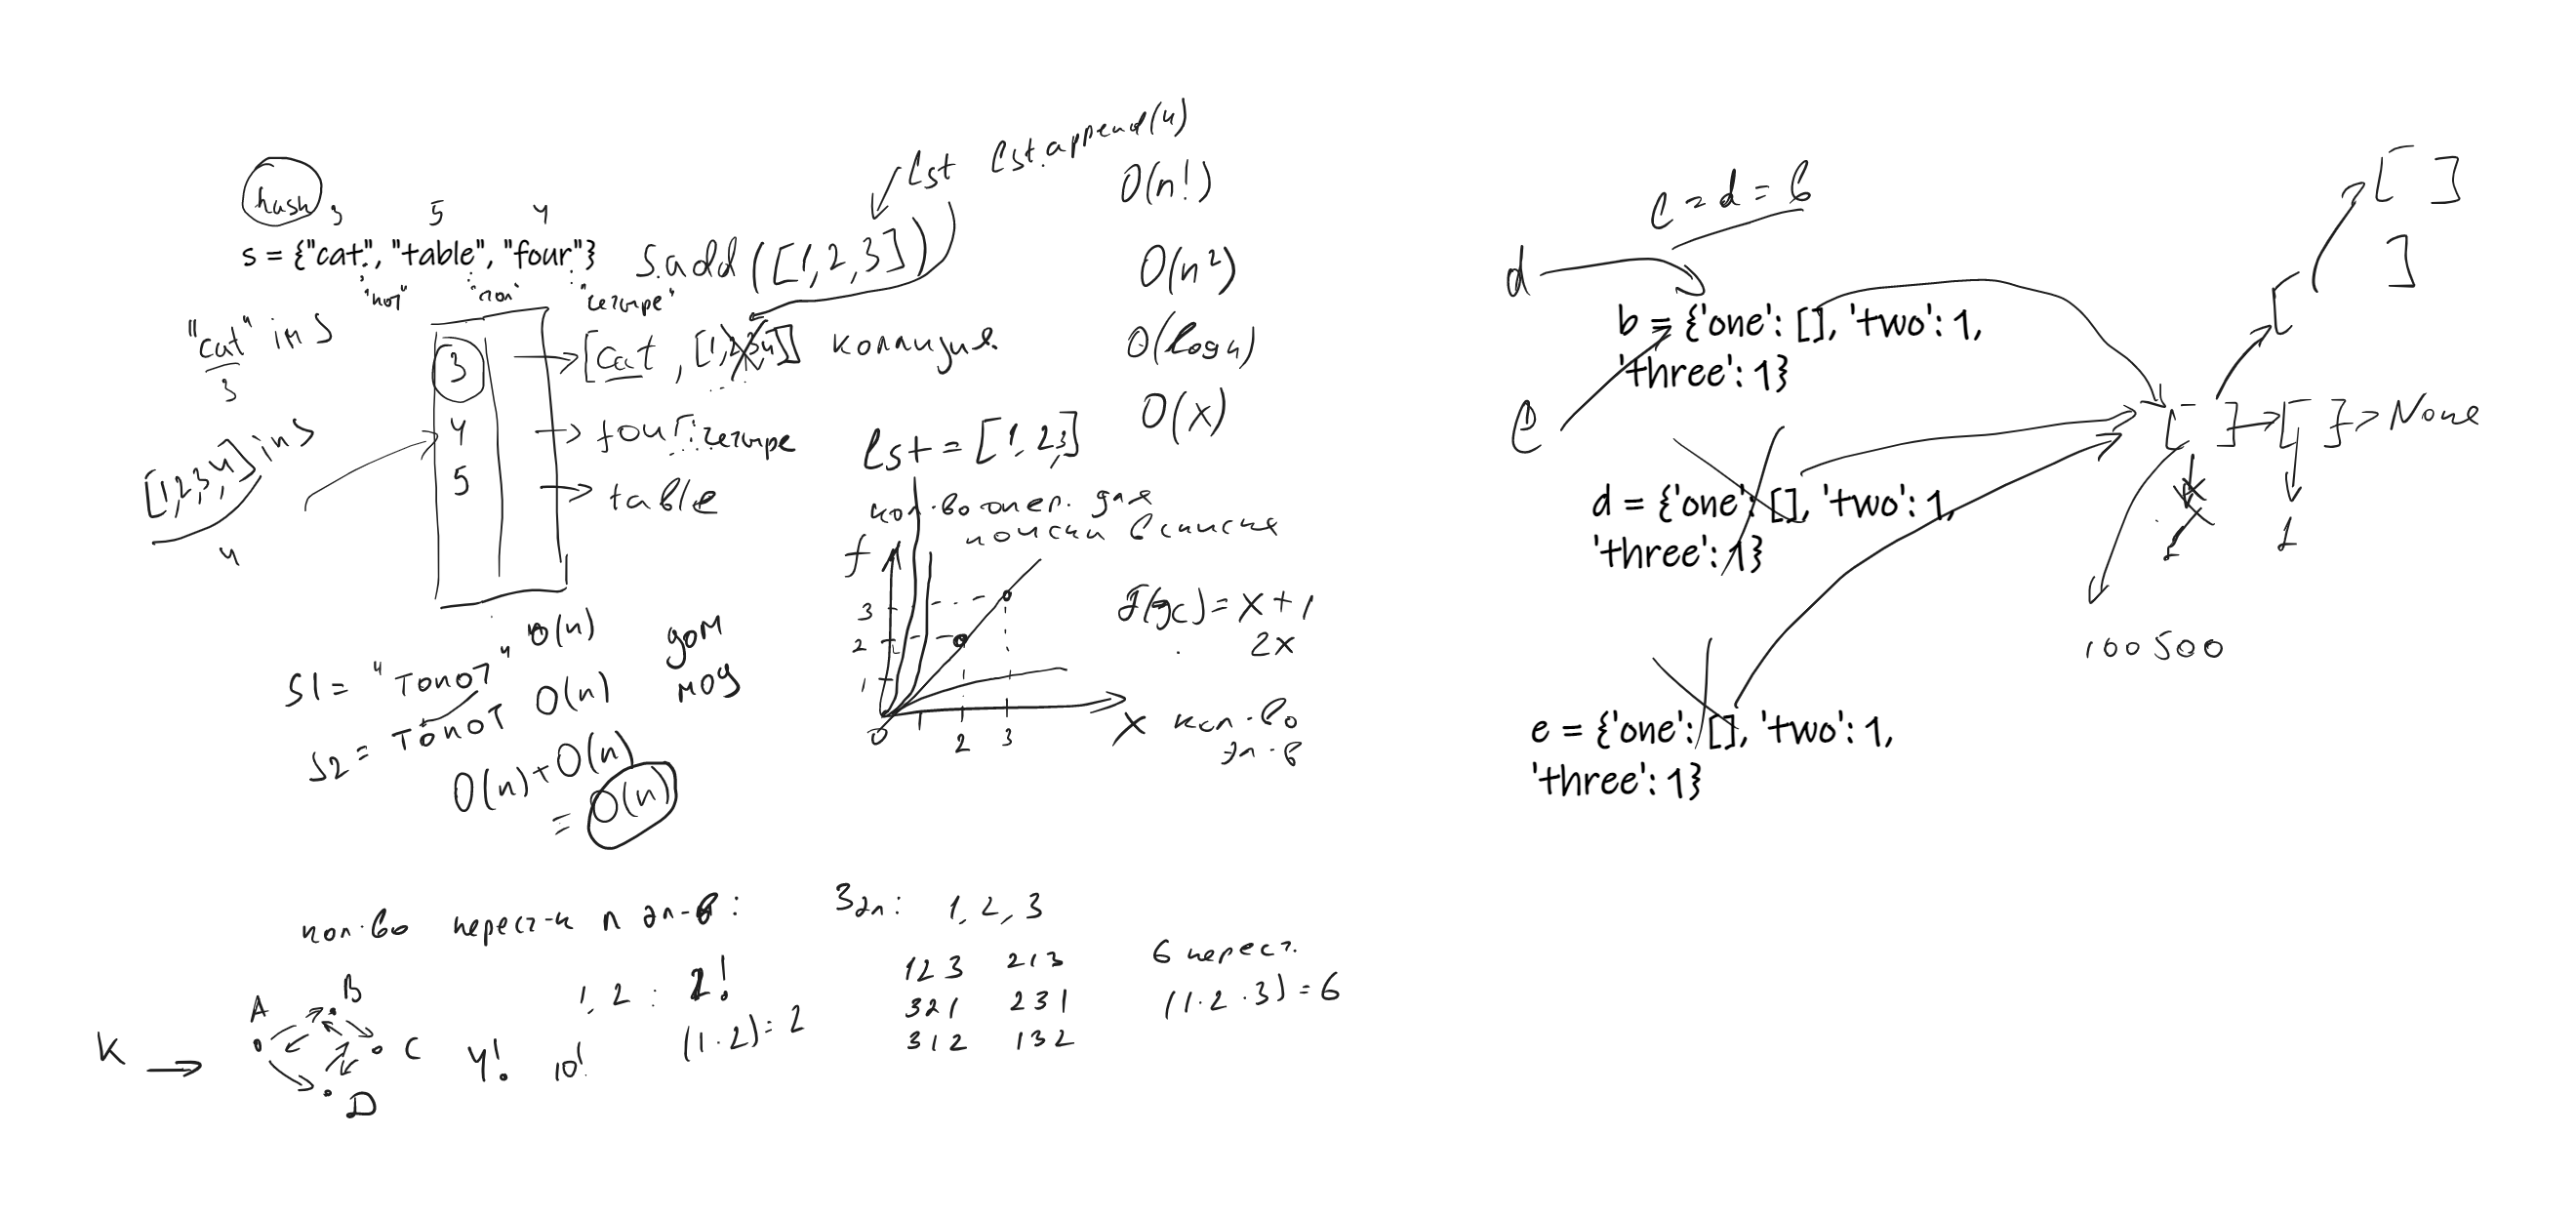 hash
3 5 4
s = {"cat", "table", "four"}
"кот" "стол" "четыре"
s.add([1,2,3])
lst lst.append(4)
"cat" in s
3
[1,2,3,4] in s
4
3 → [cat, [1,2,3,4]] коллизия
4 → four: четыре
5 → table
O(n!)
O(n²)
O(log n)
O(x)
lst = [1,2,3]
кол-во опер. для
поиска в списке
f
3
2
1
0 1 2 3
x кол-во
эл-в
f(x) = x + 1
2x
S1 = "топот" O(n)
S2 = топот O(n)
дом
мод
O(n) + O(n)
= O(n)
кол-во перест-к n эл-в:
1, 2 : 2!
(1·2) = 2
3 эл: 1, 2, 3
123 213
321 231
312 132
6 перест.
(1·2·3) = 6
K →
A B C D
4! 10!
e = d = b
d
b = {'one': [], 'two': 1,
'three': 1}
e
d = {'one': [], 'two': 1,
'three': 1}
e = {'one': [], 'two': 1,
'three': 1}
[ ]
[ ]
[ ] → [ ] → None
1 1
100500